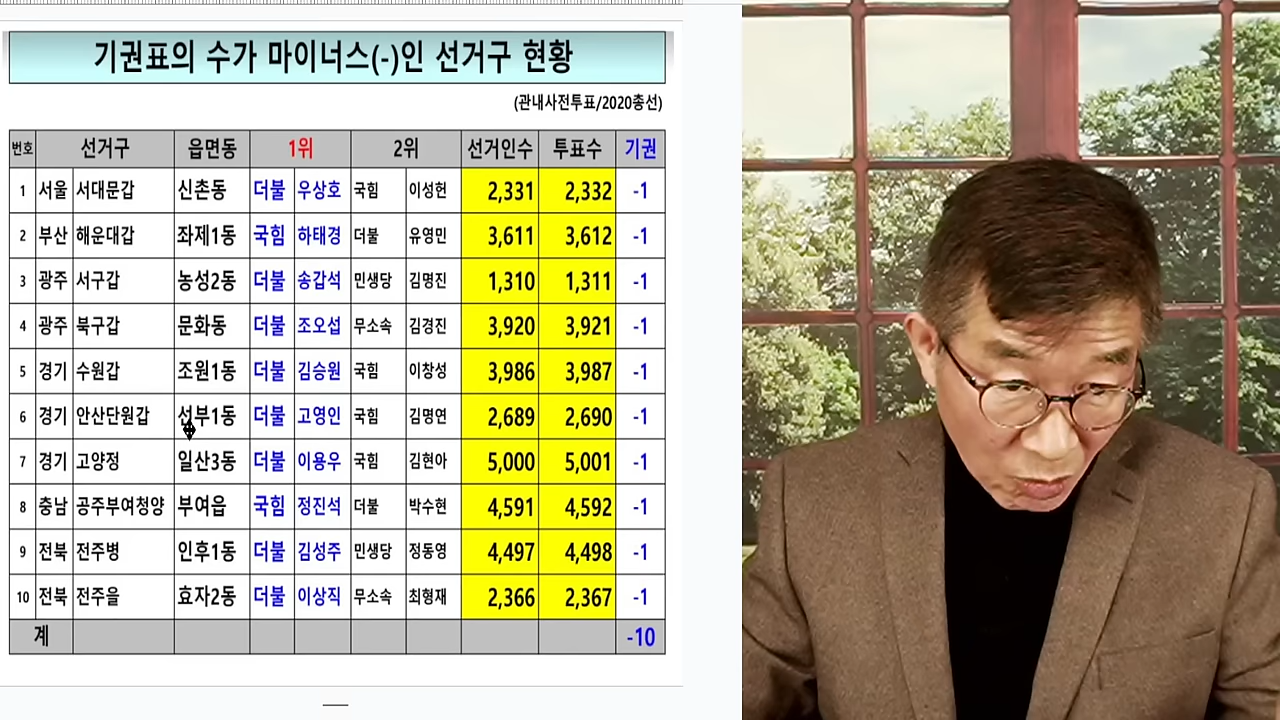 기권표의 수가 마이너스(-)인 선거구 현황
(관내사전투표/2020총선)
번호 선거구 읍면동 1위 2위 선거인수 투표수 기권
1 서울 서대문갑 신촌동 더불 우상호 국힘 이성헌 2,331 2,332 -1
2 부산 해운대갑 좌제1동 국힘 하태경 더불 유영민 3,611 3,612 -1
3 광주 서구갑 농성2동 더불 송갑석 민생당 김명진 1,310 1,311 -1
4 광주 북구갑 문화동 더불 조오섭 무소속 김경진 3,920 3,921 -1
5 경기 수원갑 조원1동 더불 김승원 국힘 이창성 3,986 3,987 -1
6 경기 안산단원갑 선부1동 더불 고영인 국힘 김명연 2,689 2,690 -1
7 경기 고양정 일산3동 더불 이용우 국힘 김현아 5,000 5,001 -1
8 충남 공주부여청양 부여읍 국힘 정진석 더불 박수현 4,591 4,592 -1
9 전북 전주병 인후1동 더불 김성주 민생당 정동영 4,497 4,498 -1
10 전북 전주을 효자2동 더불 이상직 무소속 최형재 2,366 2,367 -1
계 -10